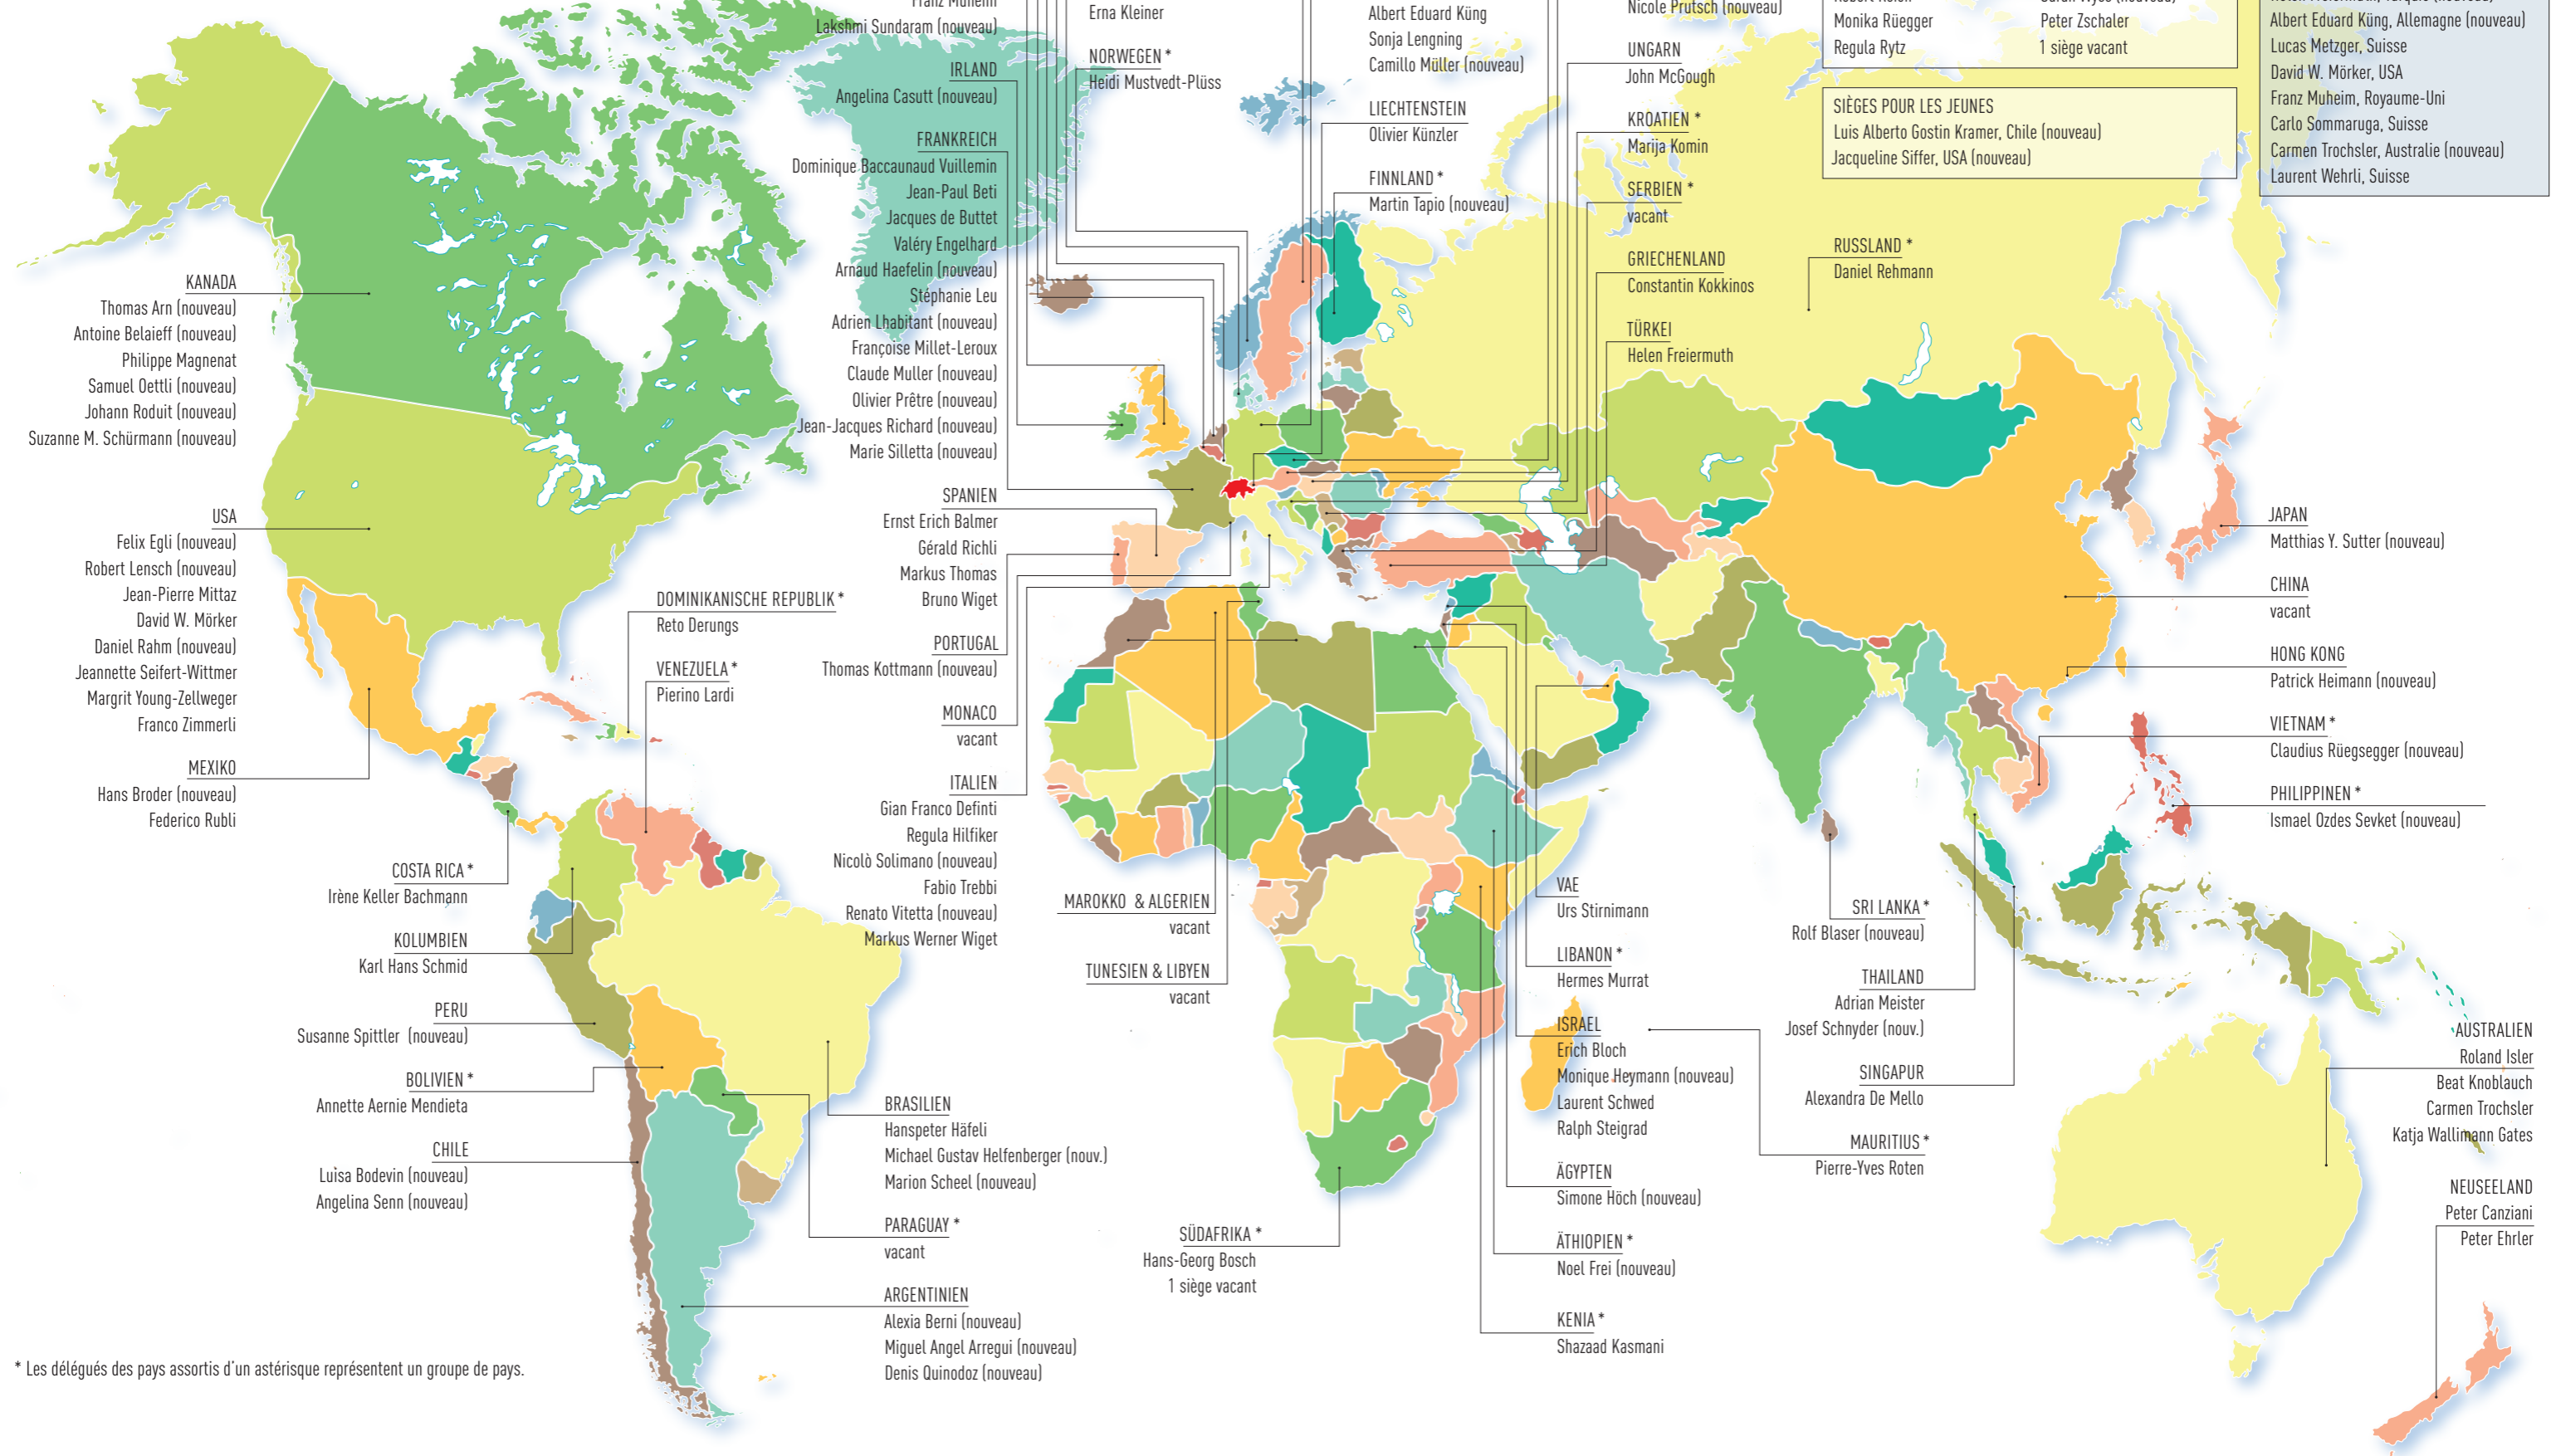 Lakshmi Sundaram (nouveau)
IRLAND
Angelina Casutt (nouveau)
FRANKREICH
Dominique Baccaunaud Vuillemin
Jean-Paul Beti
Jacques de Buttet
Valéry Engelhard
Arnaud Haefelin (nouveau)
Stéphanie Leu
Adrien Lhabitant (nouveau)
Françoise Millet-Leroux
Claude Muller (nouveau)
Olivier Prêtre (nouveau)
Jean-Jacques Richard (nouveau)
Marie Silletta (nouveau)
SPANIEN
Ernst Erich Balmer
Gérald Richli
Markus Thomas
Bruno Wiget
PORTUGAL
Thomas Kottmann (nouveau)
MONACO
vacant
ITALIEN
Gian Franco Definti
Regula Hilfiker
Nicolò Solimano (nouveau)
Fabio Trebbi
Renato Vitetta (nouveau)
Markus Werner Wiget
Erna Kleiner
NORWEGEN *
Heidi Mustvedt-Plüss
Albert Eduard Küng
Sonja Lengning
Camillo Müller (nouveau)
LIECHTENSTEIN
Olivier Künzler
FINNLAND *
Martin Tapio (nouveau)
Nicole Prutsch (nouveau)
UNGARN
John McGough
KROATIEN *
Marija Komin
SERBIEN *
vacant
GRIECHENLAND
Constantin Kokkinos
TÜRKEI
Helen Freiermuth
Monika Rüegger
Regula Rytz
Peter Zschaler
1 siège vacant
SIÈGES POUR LES JEUNES
Luis Alberto Gostin Kramer, Chile (nouveau)
Jacqueline Siffer, USA (nouveau)
Albert Eduard Küng, Allemagne (nouveau)
Lucas Metzger, Suisse
David W. Mörker, USA
Franz Muheim, Royaume-Uni
Carlo Sommaruga, Suisse
Carmen Trochsler, Australie (nouveau)
Laurent Wehrli, Suisse
RUSSLAND *
Daniel Rehmann
KANADA
Thomas Arn (nouveau)
Antoine Belaieff (nouveau)
Philippe Magnenat
Samuel Oettli (nouveau)
Johann Roduit (nouveau)
Suzanne M. Schürmann (nouveau)
USA
Felix Egli (nouveau)
Robert Lensch (nouveau)
Jean-Pierre Mittaz
David W. Mörker
Daniel Rahm (nouveau)
Jeannette Seifert-Wittmer
Margrit Young-Zellweger
Franco Zimmerli
MEXIKO
Hans Broder (nouveau)
Federico Rubli
DOMINIKANISCHE REPUBLIK *
Reto Derungs
VENEZUELA *
Pierino Lardi
COSTA RICA *
Irène Keller Bachmann
KOLUMBIEN
Karl Hans Schmid
PERU
Susanne Spittler (nouveau)
BOLIVIEN *
Annette Aernie Mendieta
CHILE
Luìsa Bodevin (nouveau)
Angelina Senn (nouveau)
BRASILIEN
Hanspeter Häfeli
Michael Gustav Helfenberger (nouv.)
Marion Scheel (nouveau)
PARAGUAY *
vacant
ARGENTINIEN
Alexia Berni (nouveau)
Miguel Angel Arregui (nouveau)
Denis Quinodoz (nouveau)
MAROKKO & ALGERIEN
vacant
TUNESIEN & LIBYEN
vacant
SÜDAFRIKA *
Hans-Georg Bosch
1 siège vacant
VAE
Urs Stirnimann
LIBANON *
Hermes Murrat
ISRAEL
Erich Bloch
Monique Heymann (nouveau)
Laurent Schwed
Ralph Steigrad
ÄGYPTEN
Simone Höch (nouveau)
ÄTHIOPIEN *
Noel Frei (nouveau)
KENIA *
Shazaad Kasmani
SRI LANKA *
Rolf Blaser (nouveau)
THAILAND
Adrian Meister
Josef Schnyder (nouv.)
SINGAPUR
Alexandra De Mello
MAURITIUS *
Pierre-Yves Roten
JAPAN
Matthias Y. Sutter (nouveau)
CHINA
vacant
HONG KONG
Patrick Heimann (nouveau)
VIETNAM *
Claudius Rüegsegger (nouveau)
PHILIPPINEN *
Ismael Ozdes Sevket (nouveau)
AUSTRALIEN
Roland Isler
Beat Knoblauch
Carmen Trochsler
Katja Wallimann Gates
NEUSEELAND
Peter Canziani
Peter Ehrler
* Les délégués des pays assortis d'un astérisque représentent un groupe de pays.